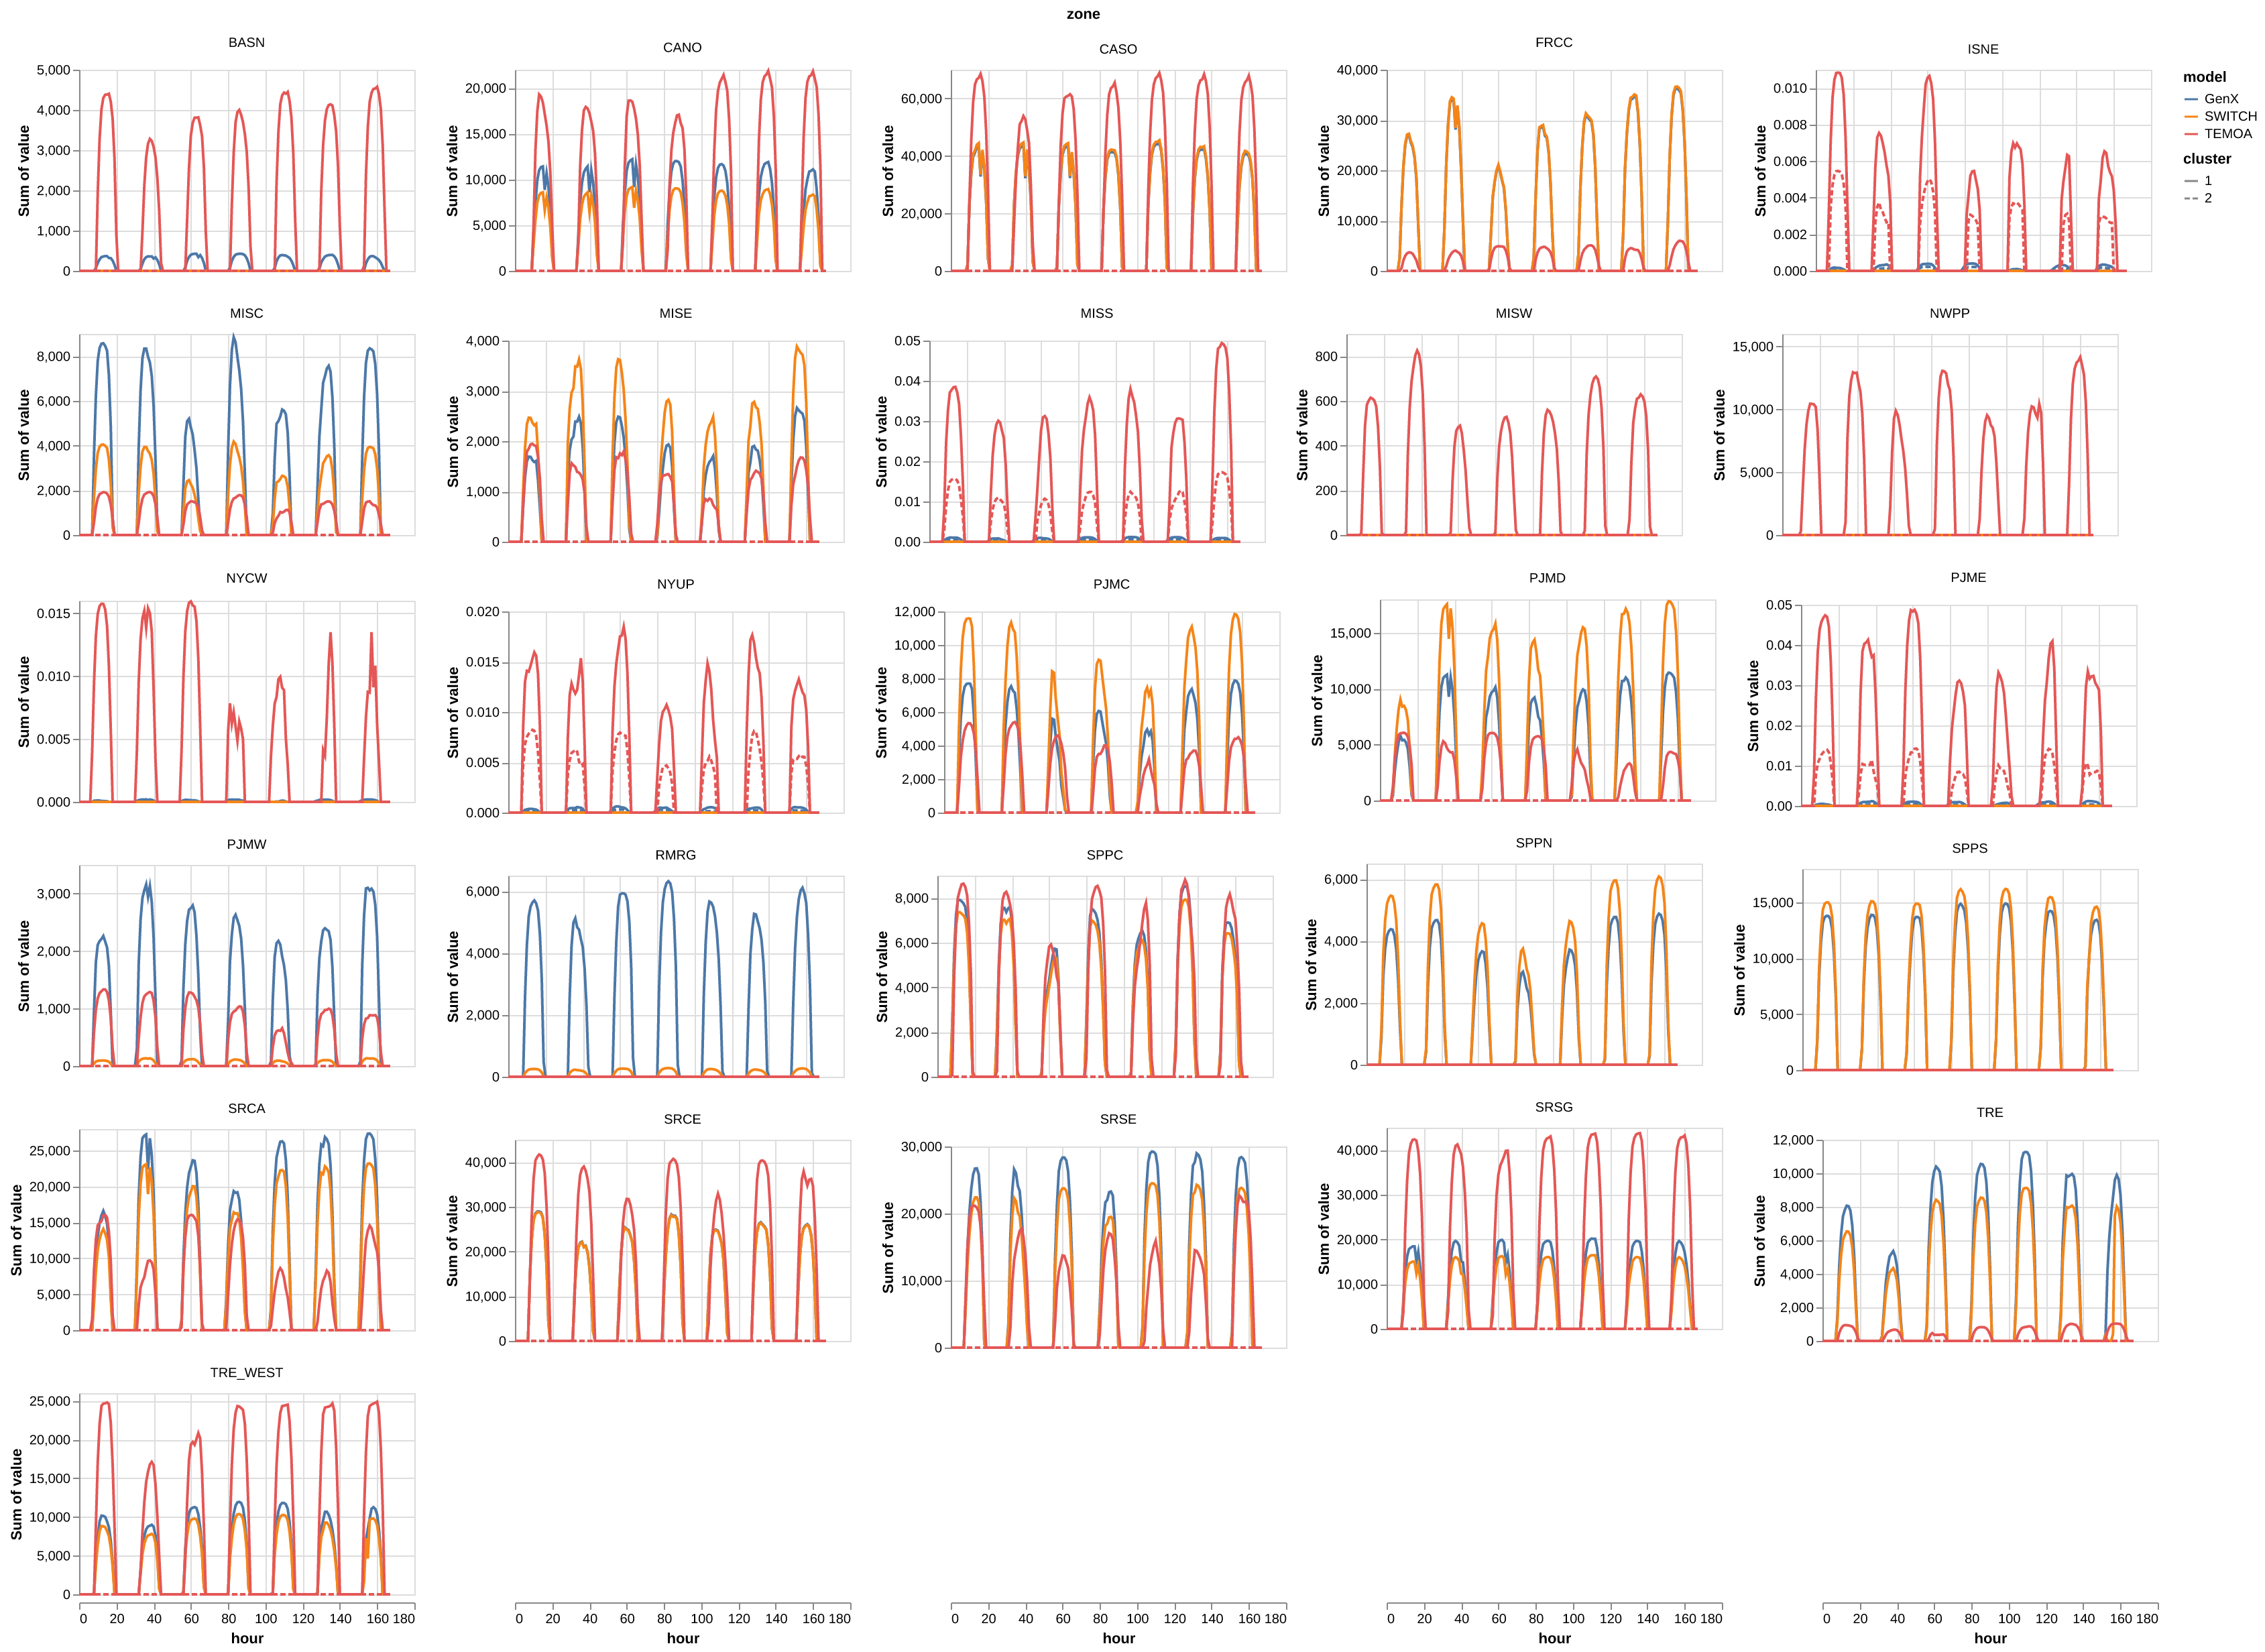 zone
BASN
CANO
CASO
FRCC
ISNE
model
GenX
SWITCH
TEMOA
cluster
1
2
Sum of value
5,000
4,000
3,000
2,000
1,000
0
Sum of value
20,000
15,000
10,000
5,000
0
Sum of value
60,000
40,000
20,000
0
Sum of value
40,000
30,000
20,000
10,000
0
Sum of value
0.010
0.008
0.006
0.004
0.002
0.000
MISC
MISE
MISS
MISW
NWPP
Sum of value
8,000
6,000
4,000
2,000
0
Sum of value
4,000
3,000
2,000
1,000
0
Sum of value
0.05
0.04
0.03
0.02
0.01
0.00
Sum of value
800
600
400
200
0
Sum of value
15,000
10,000
5,000
0
NYCW
NYUP
PJMC
PJMD
PJME
Sum of value
0.015
0.010
0.005
0.000
Sum of value
0.020
0.015
0.010
0.005
0.000
Sum of value
12,000
10,000
8,000
6,000
4,000
2,000
0
Sum of value
15,000
10,000
5,000
0
Sum of value
0.05
0.04
0.03
0.02
0.01
0.00
PJMW
RMRG
SPPC
SPPN
SPPS
Sum of value
3,000
2,000
1,000
0
Sum of value
6,000
4,000
2,000
0
Sum of value
8,000
6,000
4,000
2,000
0
Sum of value
6,000
4,000
2,000
0
Sum of value
15,000
10,000
5,000
0
SRCA
SRCE
SRSE
SRSG
TRE
Sum of value
25,000
20,000
15,000
10,000
5,000
0
Sum of value
40,000
30,000
20,000
10,000
0
Sum of value
30,000
20,000
10,000
0
Sum of value
40,000
30,000
20,000
10,000
0
Sum of value
12,000
10,000
8,000
6,000
4,000
2,000
0
TRE_WEST
Sum of value
25,000
20,000
15,000
10,000
5,000
0
0 20 40 60 80 100 120 140 160 180
hour
0 20 40 60 80 100 120 140 160 180
hour
0 20 40 60 80 100 120 140 160 180
hour
0 20 40 60 80 100 120 140 160 180
hour
0 20 40 60 80 100 120 140 160 180
hour